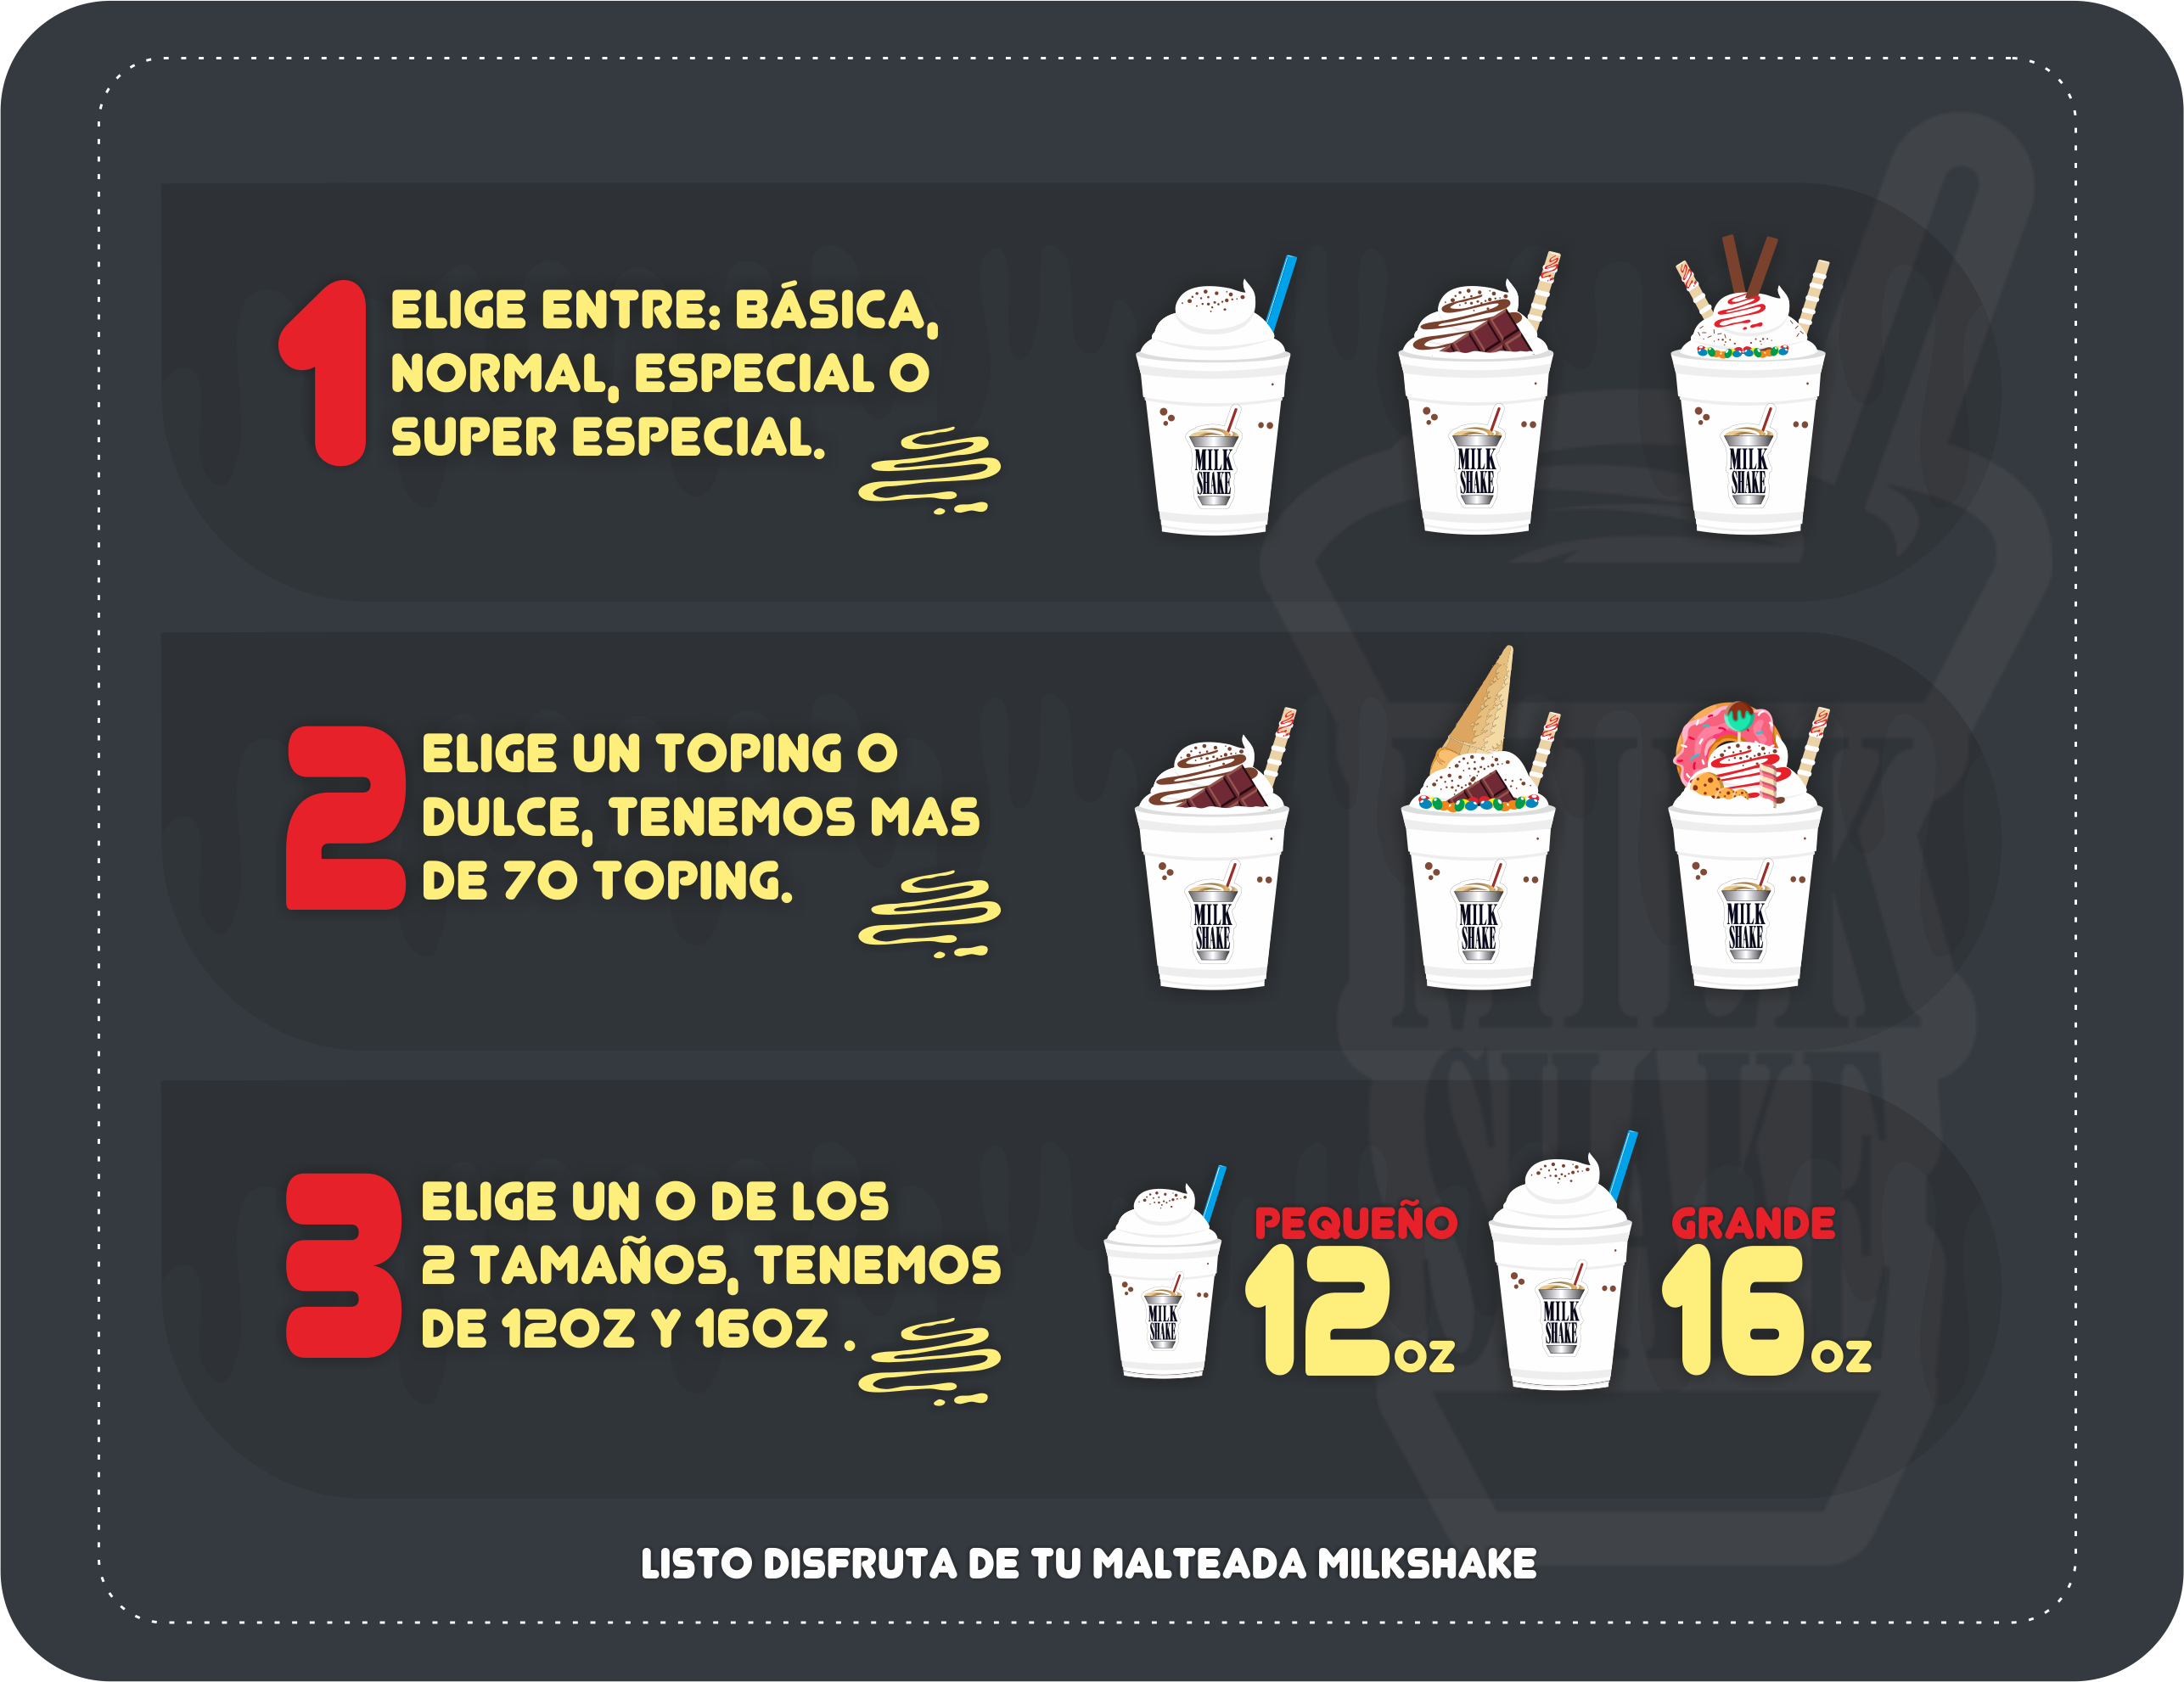 1
ELIGE ENTRE: BÁSICA,
NORMAL, ESPECIAL O
SUPER ESPECIAL.
MILK
SHAKE
MILK
SHAKE
MILK
SHAKE
2
ELIGE UN TOPING O
DULCE, TENEMOS MAS
DE 70 TOPING.
MILK
SHAKE
MILK
SHAKE
MILK
SHAKE
3
ELIGE UN O DE LOS
2 TAMAÑOS, TENEMOS
DE 12OZ Y 16OZ .
MILK
SHAKE
PEQUEÑO
12oz
MILK
SHAKE
GRANDE
16oz
MILK
SHAKE
LISTO DISFRUTA DE TU MALTEADA MILKSHAKE